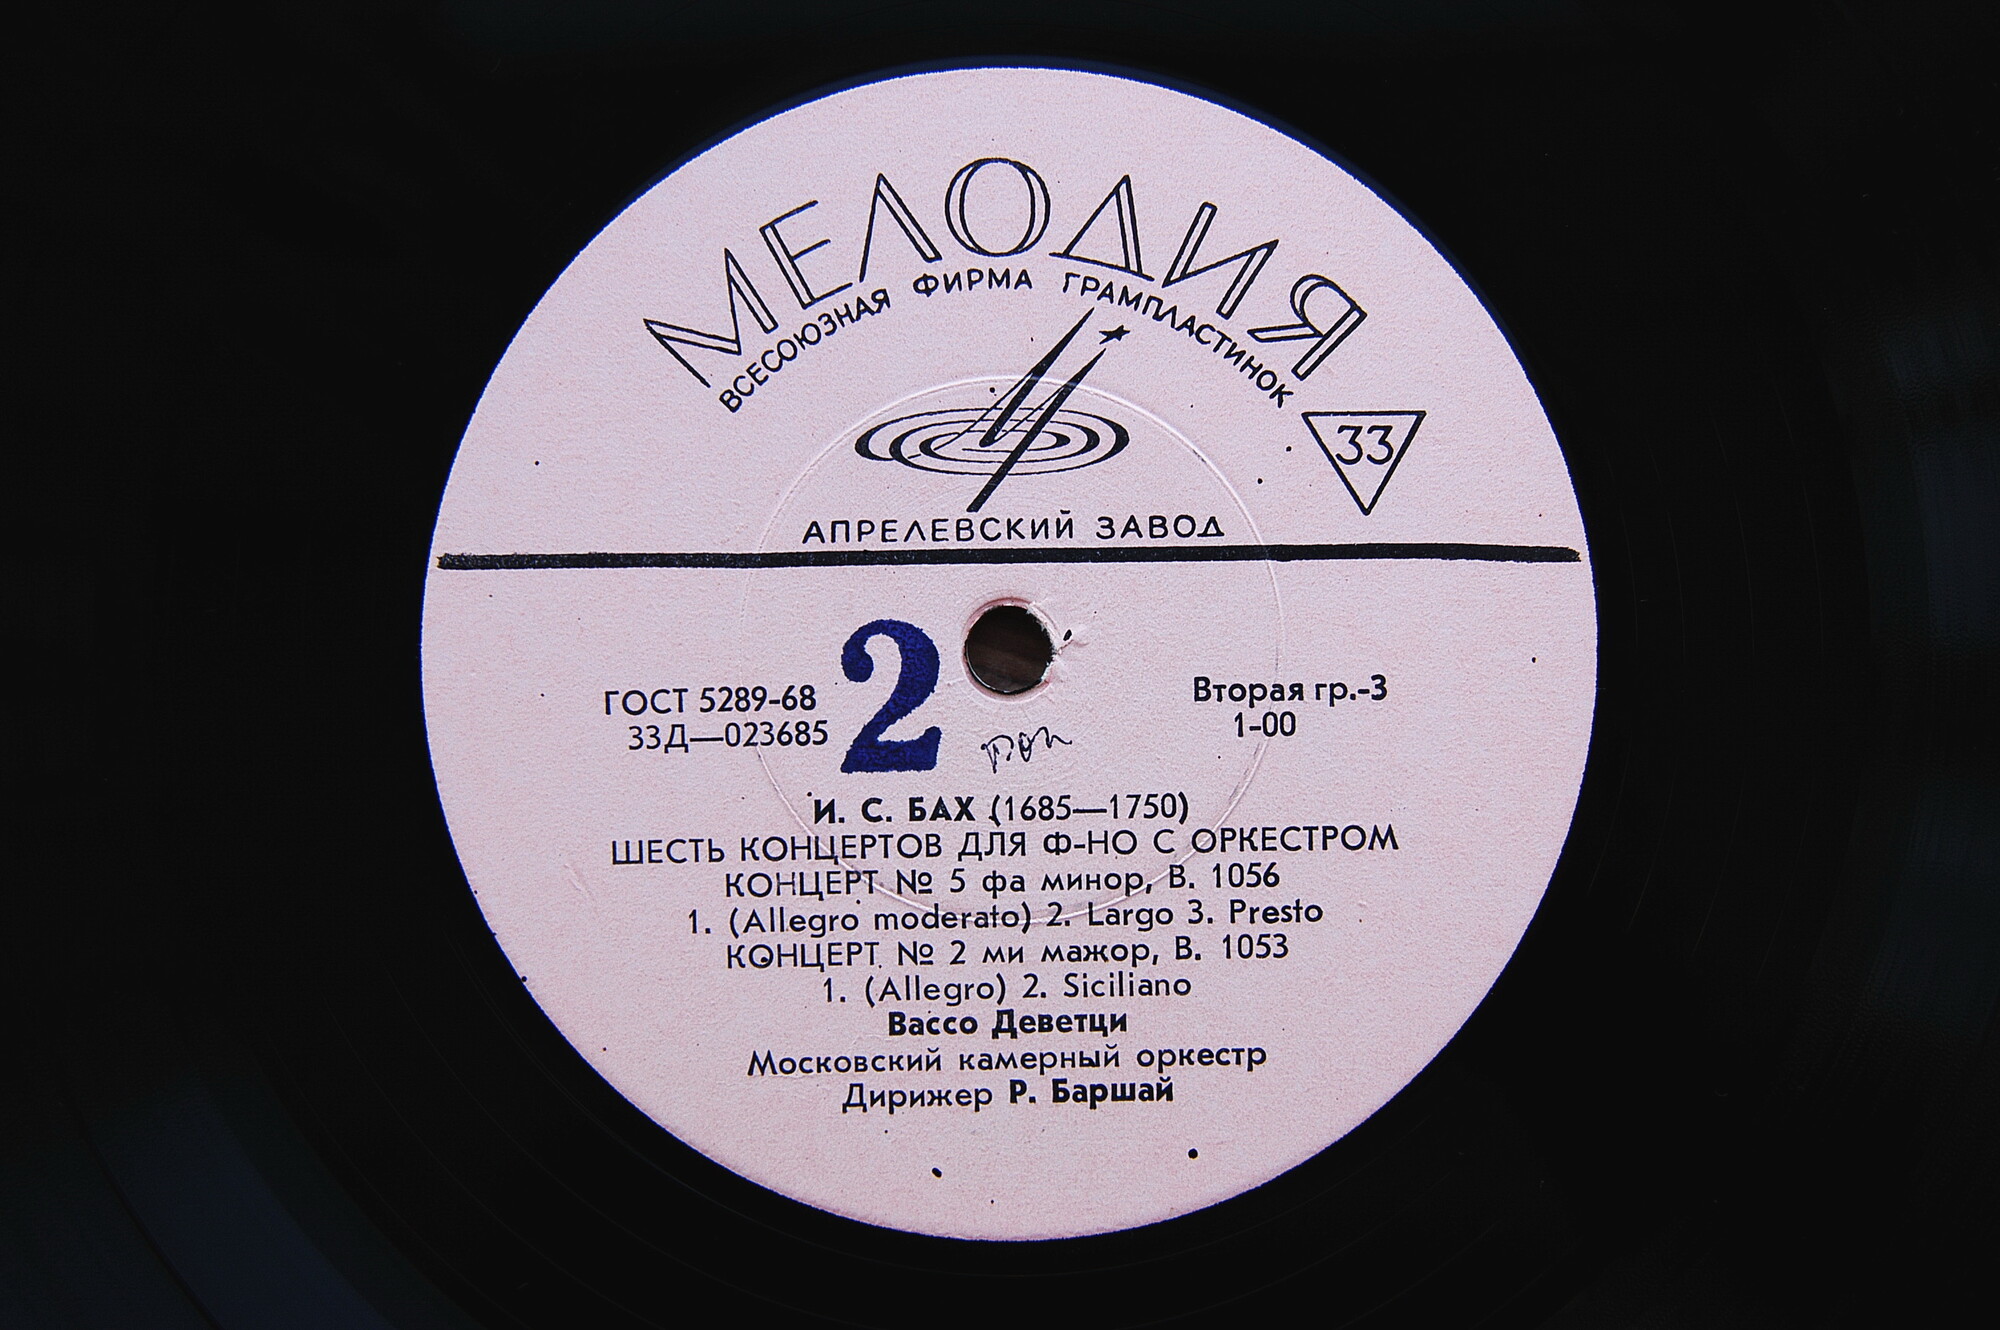 МЕЛОДИЯ
ВСЕСОЮЗНАЯ ФИРМА ГРАМПЛАСТИНОК
33
АПРЕЛЕВСКИЙ ЗАВОД
2
ГОСТ 5289-68
33Д—023685
Вторая гр.-3
1-00
И. С. БАХ (1685—1750)
ШЕСТЬ КОНЦЕРТОВ ДЛЯ Ф-НО С ОРКЕСТРОМ
КОНЦЕРТ № 5 фа минор, В. 1056
1. (Allegro moderato) 2. Largo 3. Presto
КОНЦЕРТ № 2 ми мажор, В. 1053
1. (Allegro) 2. Siciliano
Вассо Деветци
Московский камерный оркестр
Дирижер Р. Баршай